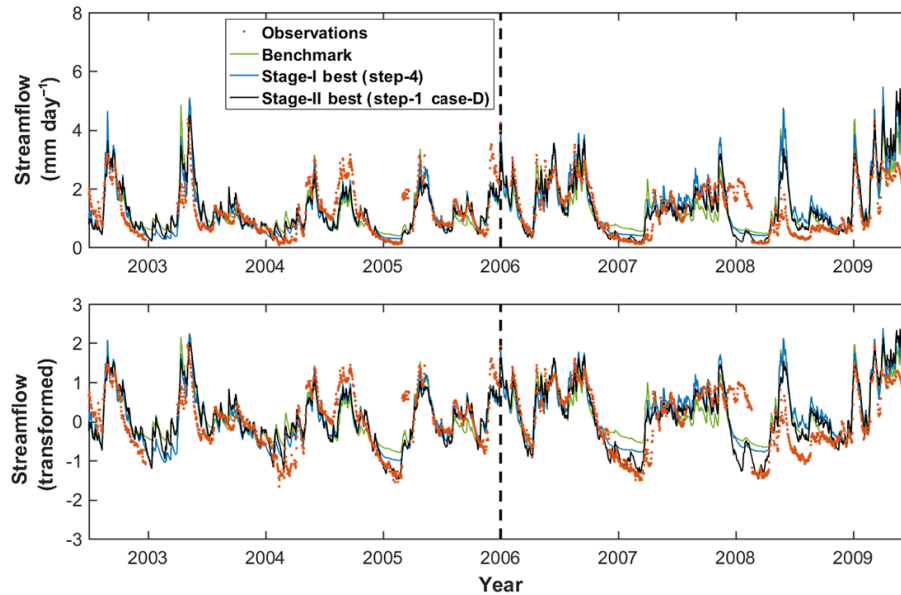 8
6
4
2
0
Streamflow
(mm day⁻¹)
Observations
Benchmark
Stage-I best (step-4)
Stage-II best (step-1 case-D)
2003 2004 2005 2006 2007 2008 2009
3
2
1
0
-1
-2
-3
Streamflow
(transformed)
2003 2004 2005 2006 2007 2008 2009
Year